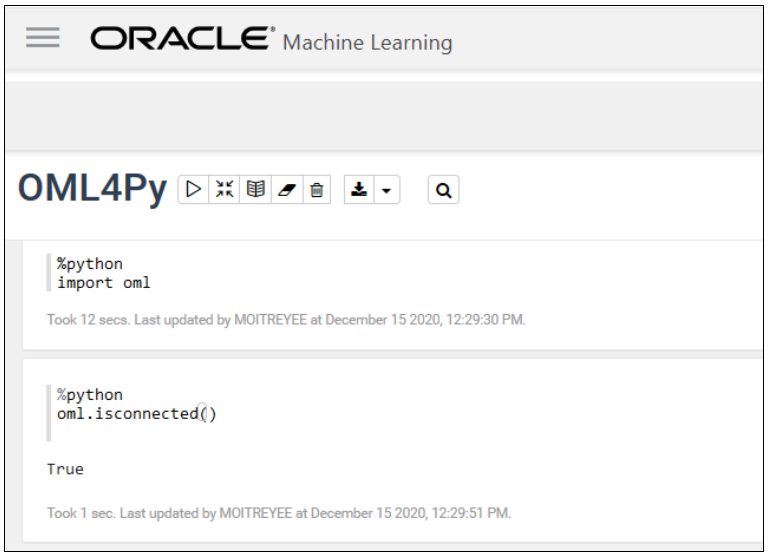 ORACLE Machine Learning
OML4Py
%python
import oml
Took 12 secs. Last updated by MOITREYEE at December 15 2020, 12:29:30 PM.
%python
oml.isconnected()
True
Took 1 sec. Last updated by MOITREYEE at December 15 2020, 12:29:51 PM.